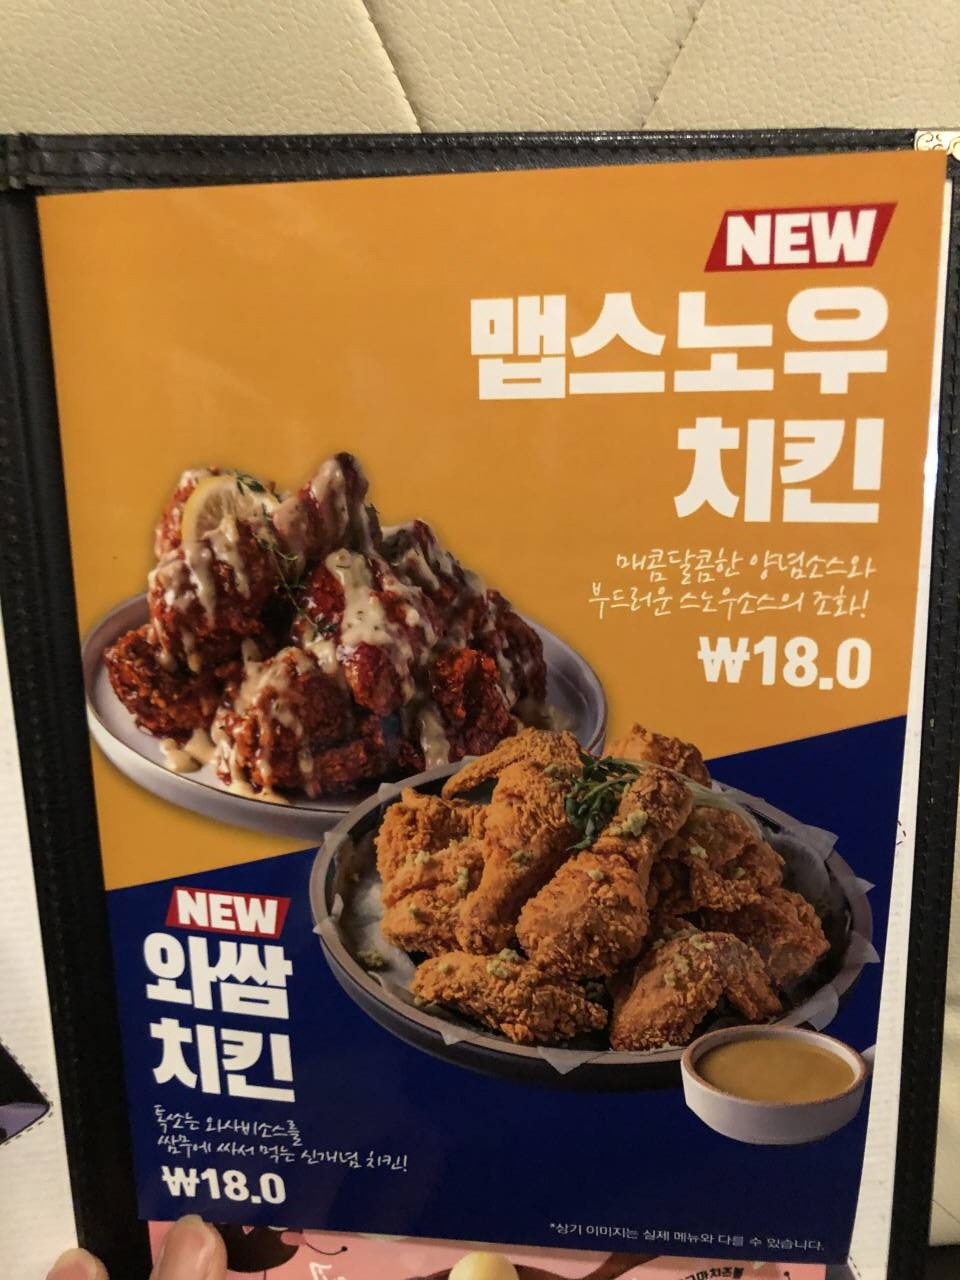 NEW
맵스노우
치킨
매콤달콤한 양념소스와
부드러운 스노우소스의 조화!
₩18.0
NEW
와쌈
치킨
톡쏘는 와사비소스를
쌈무에 싸서 먹는 신개념 치킨!
₩18.0
*상기 이미지는 실제 메뉴와 다를 수 있습니다.